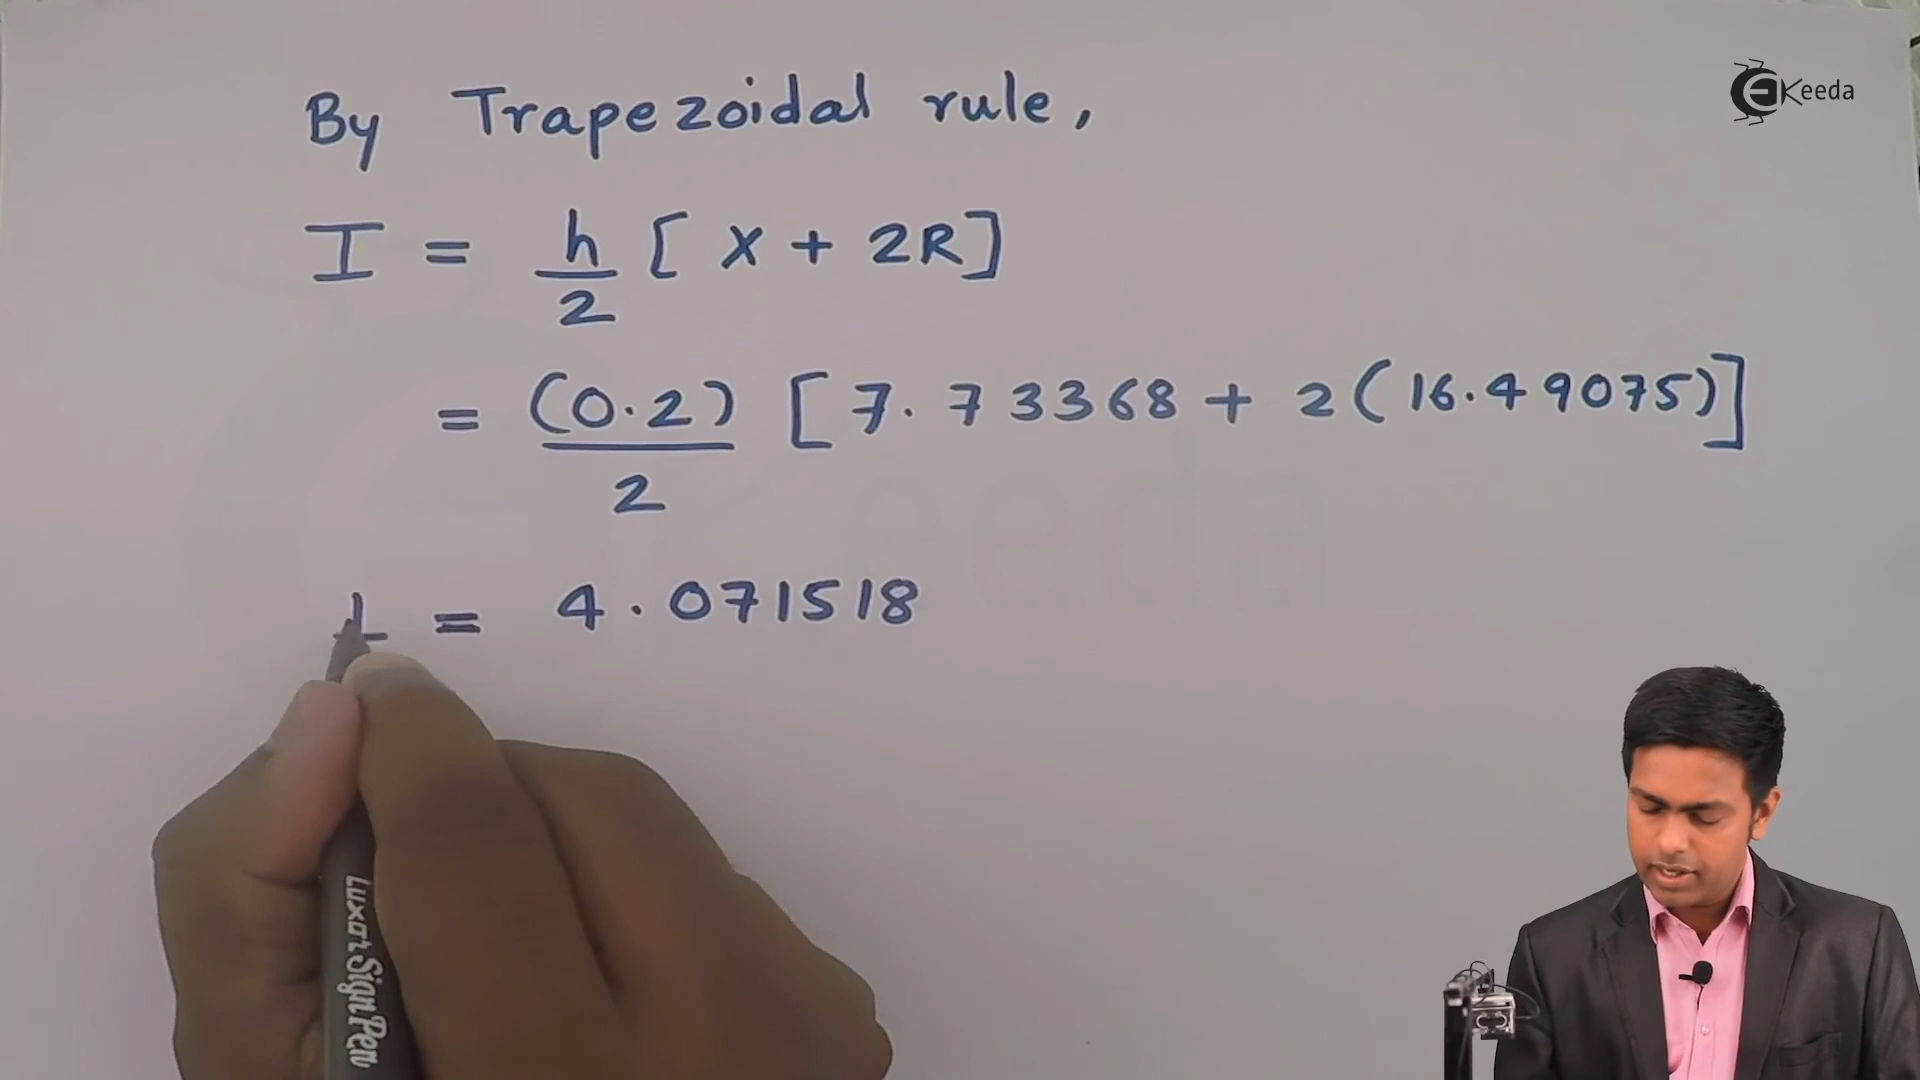 By Trapezoidal rule,
I = h/2 [ X + 2R]
= (0.2)/2 [7.73368 + 2(16.49075)]
I = 4.071518
Keeda
eeda
Luxor Sign Pen